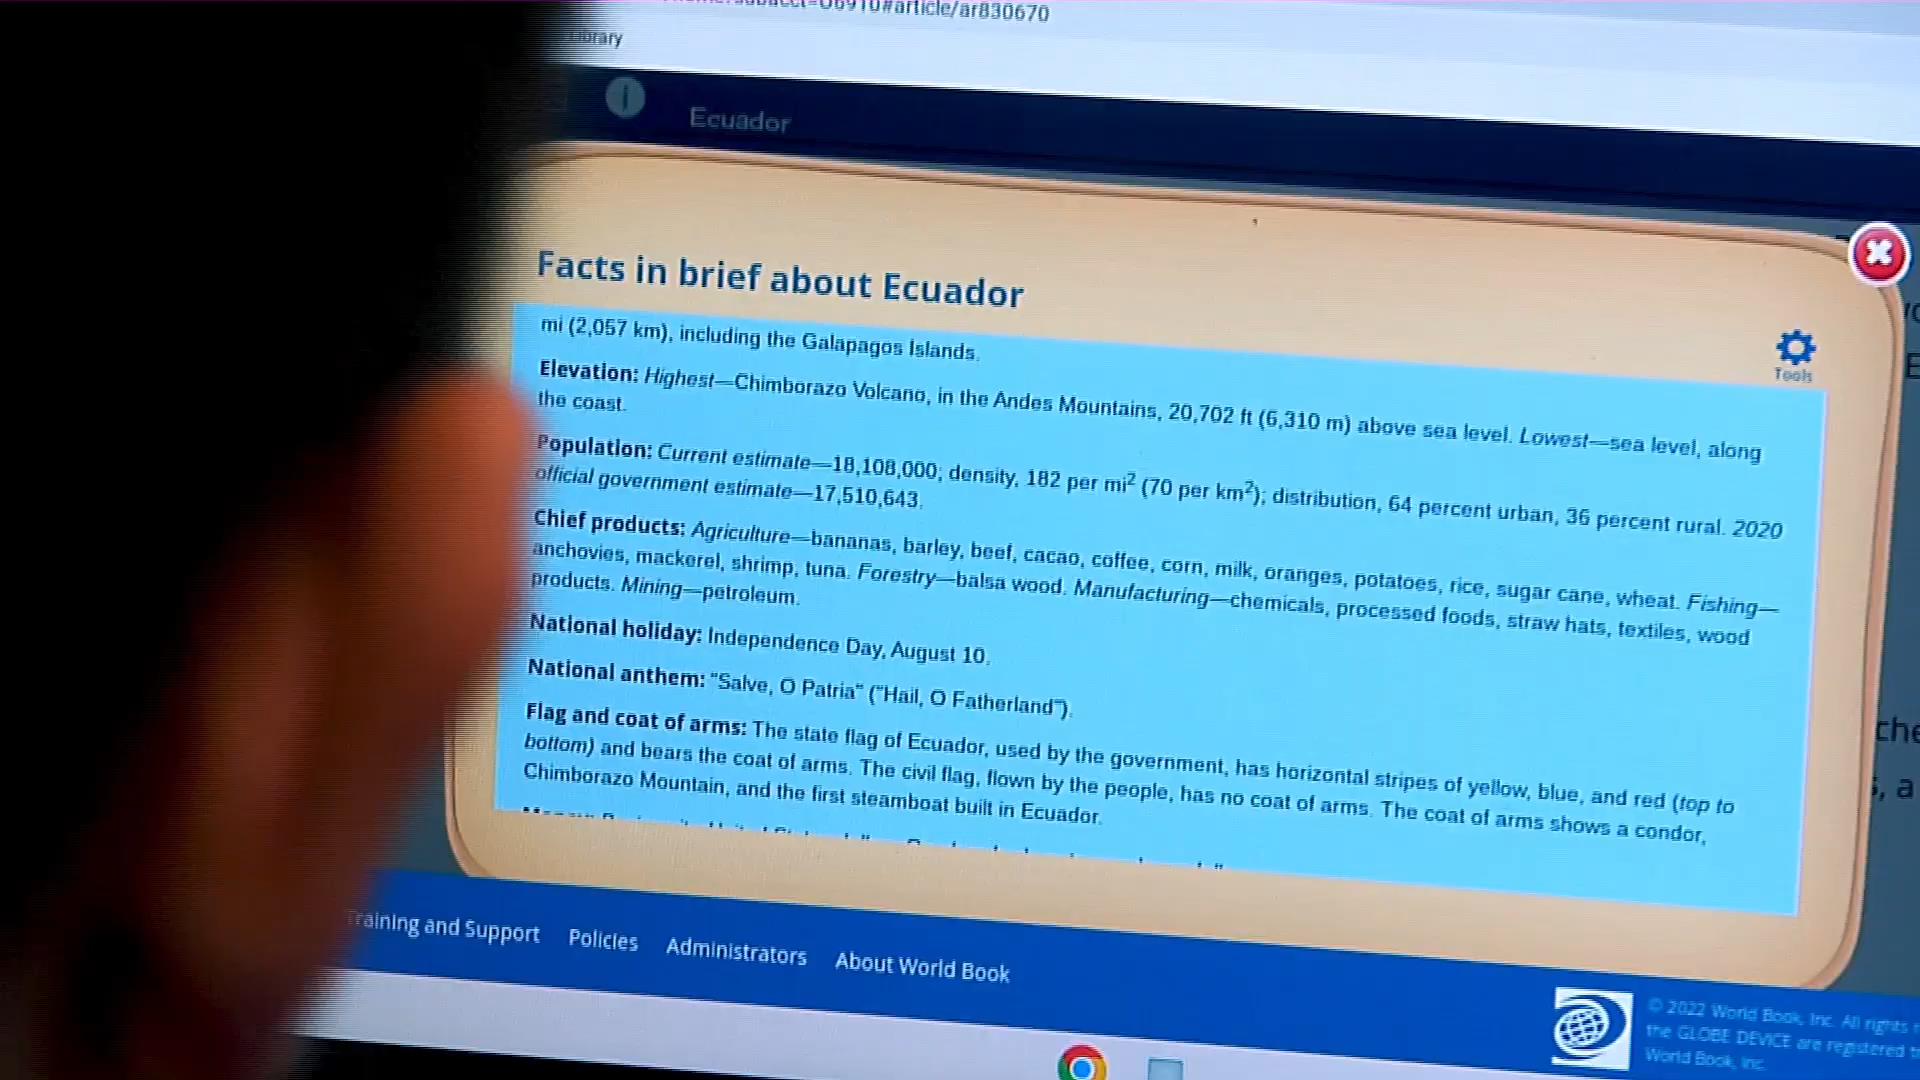 #article/ar830670
Ecuador
Facts in brief about Ecuador
Tools
mi (2,057 km), including the Galapagos Islands.
Elevation: Highest—Chimborazo Volcano, in the Andes Mountains, 20,702 ft (6,310 m) above sea level. Lowest—sea level, along
the coast.
Population: Current estimate—18,108,000; density, 182 per mi² (70 per km²); distribution, 64 percent urban, 36 percent rural. 2020
official government estimate—17,510,643.
Chief products: Agriculture—bananas, barley, beef, cacao, coffee, corn, milk, oranges, potatoes, rice, sugar cane, wheat. Fishing—
anchovies, mackerel, shrimp, tuna. Forestry—balsa wood. Manufacturing—chemicals, processed foods, straw hats, textiles, wood
products. Mining—petroleum.
National holiday: Independence Day, August 10.
National anthem: "Salve, O Patria" ("Hail, O Fatherland").
Flag and coat of arms: The state flag of Ecuador, used by the government, has horizontal stripes of yellow, blue, and red (top to
bottom) and bears the coat of arms. The civil flag, flown by the people, has no coat of arms. The coat of arms shows a condor,
Chimborazo Mountain, and the first steamboat built in Ecuador.
Training and Support Policies Administrators About World Book
© 2022 World Book, Inc. All rights
the GLOBE DEVICE are registered
World Book, Inc.